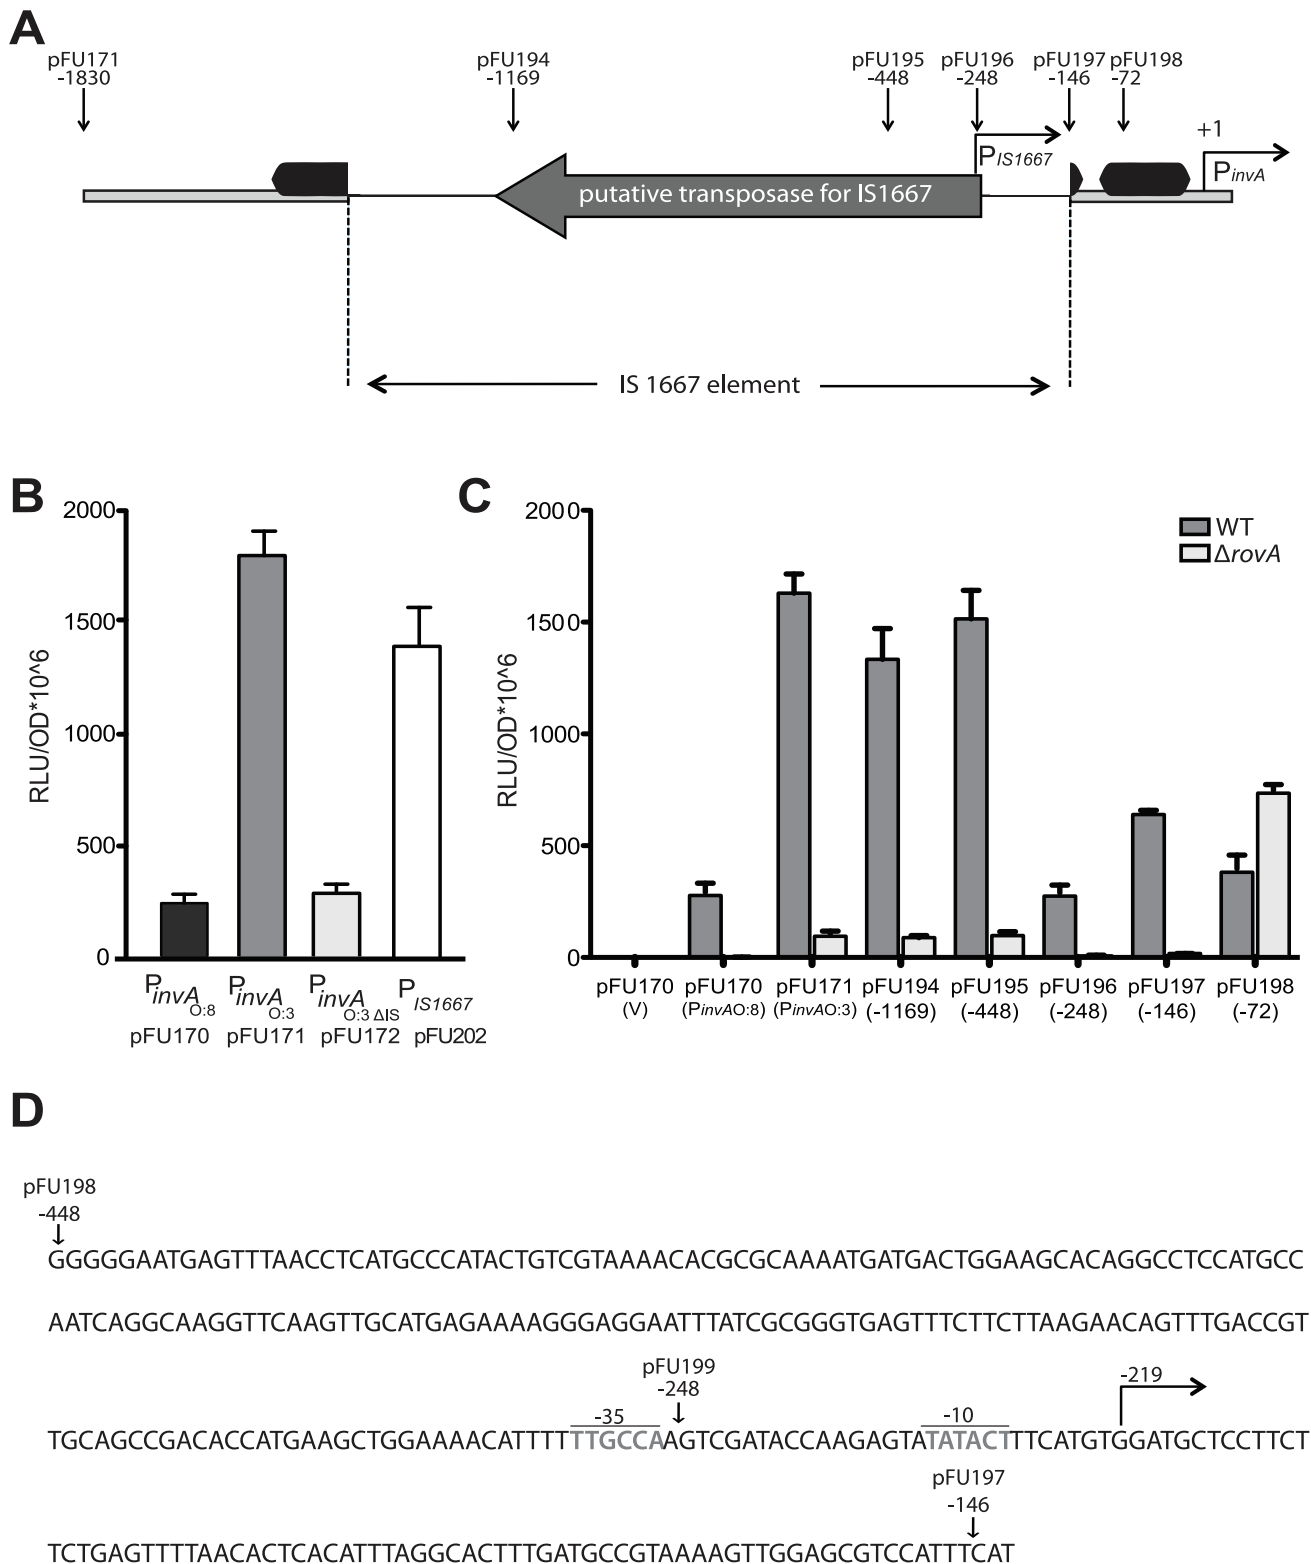 A
pFU171 pFU194 pFU195 pFU196 pFU197 pFU198
-1830 -1169 -448 -248 -146 -72
+1
PIS1667
PinvA
putative transposase for IS1667
IS 1667 element
B
2000
1500
1000
500
0
RLU/OD*10^6
PinvAO:8 PinvAO:3 PinvAO:3 ΔIS PIS1667
pFU170 pFU171 pFU172 pFU202
C
2000
1500
1000
500
0
RLU/OD*10^6
WT
ΔrovA
pFU170 pFU170 pFU171 pFU194 pFU195 pFU196 pFU197 pFU198
(V) (PinvAO:8) (PinvAO:3) (-1169) (-448) (-248) (-146) (-72)
D
pFU198
-448
GGGGGAATGAGTTTAACCTCATGCCCATACTGTCGTAAAACACGCGCAAAATGATGACTGGAAGCACAGGCCTCCATGCC
AATCAGGCAAGGTTCAAGTTGCATGAGAAAAGGGAGGAATTTATCGCGGGTGAGTTTCTTCTTAAGAACAGTTTGACCGT
pFU199
-248
-219
-35
-10
TGCAGCCGACACCATGAAGCTGGAAAACATTTTTTGCCAAGTCGATACCAAGAGTATATACTTTCATGTGGATGCTCCTTCT
pFU197
-146
TCTGAGTTTTAACACTCACATTTAGGCACTTTGATGCCGTAAAAGTTGGAGCGTCCATTTCAT